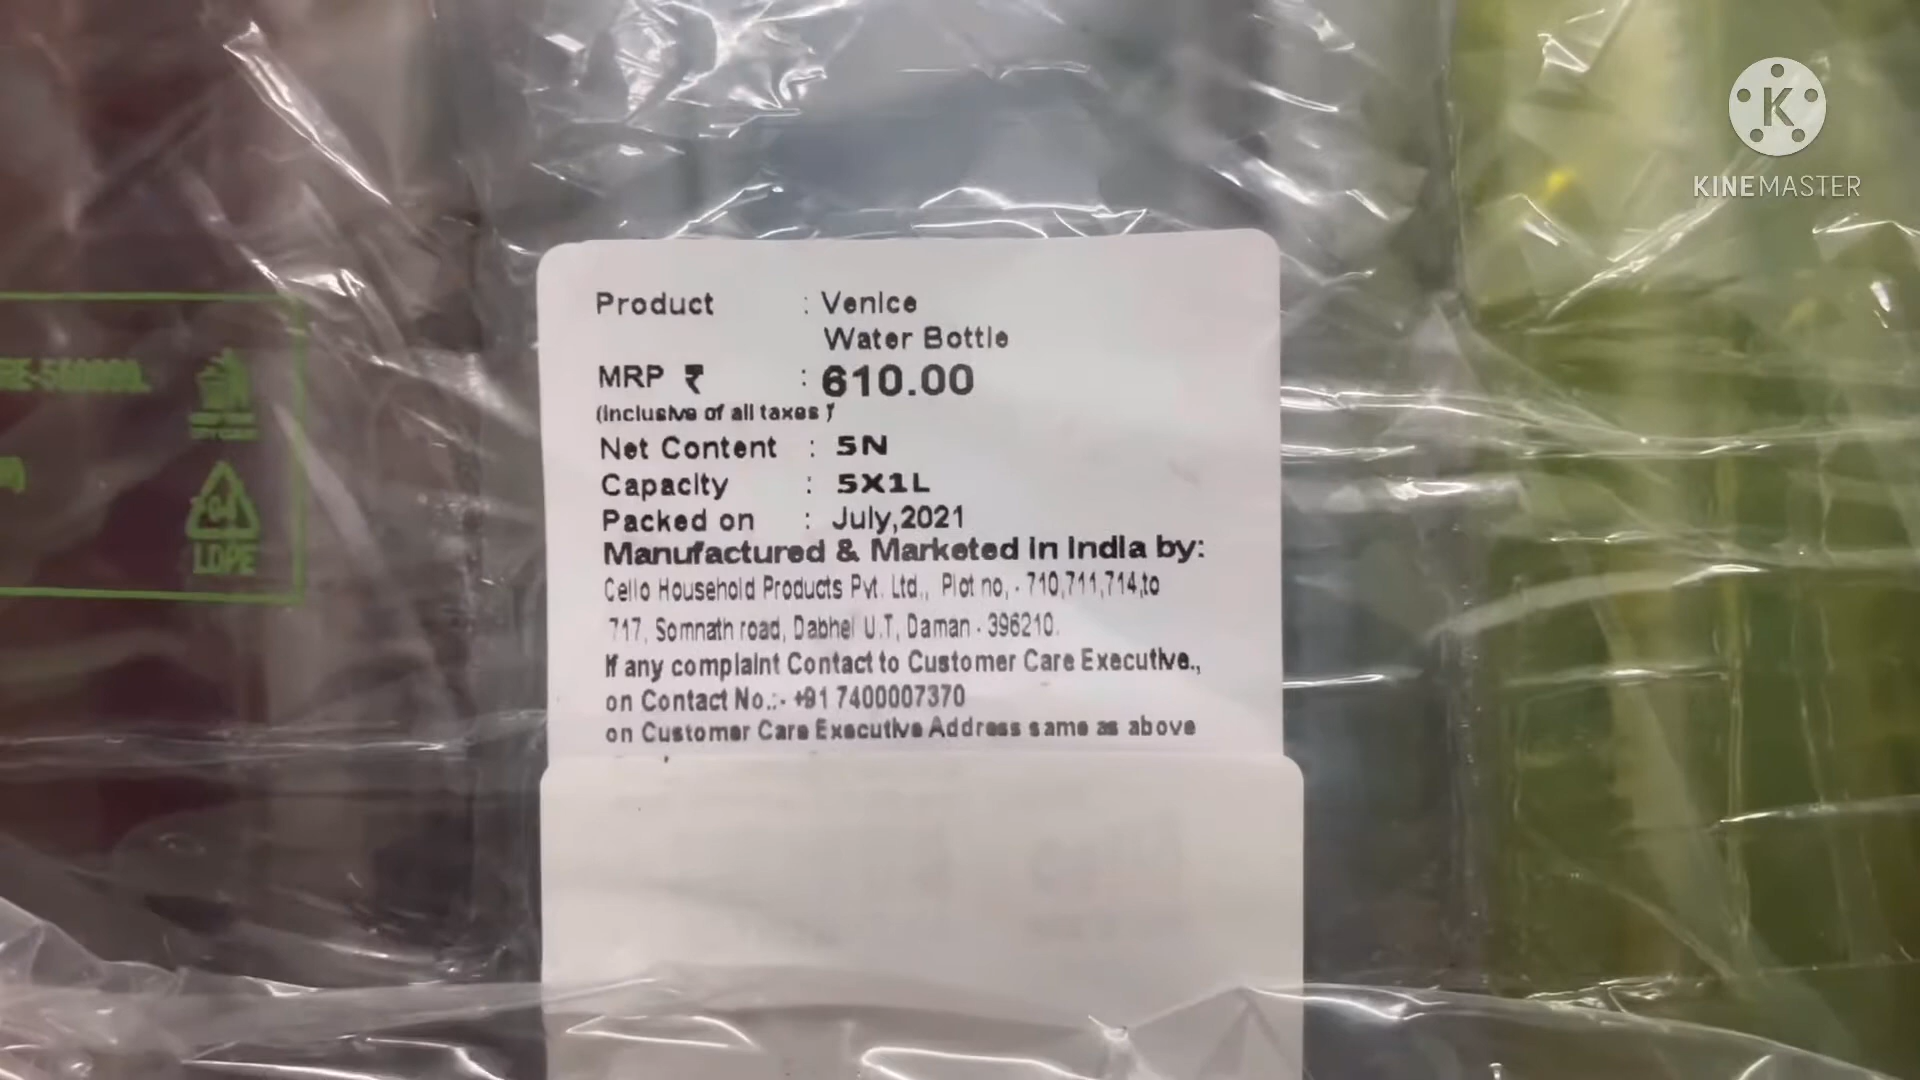 KINEMASTER
Product : Venice
Water Bottle
MRP ₹ : 610.00
(Inclusive of all taxes)
Net Content : 5N
Capacity : 5X1L
Packed on : July,2021
Manufactured & Marketed in India by:
Cello Household Products Pvt. Ltd., Plot no, - 710,711,714,to
717, Somnath road, Dabhel U.T, Daman - 396210.
If any complaint Contact to Customer Care Executive.,
on Contact No.:- +91 7400007370
on Customer Care Executive Address same as above
LDPE